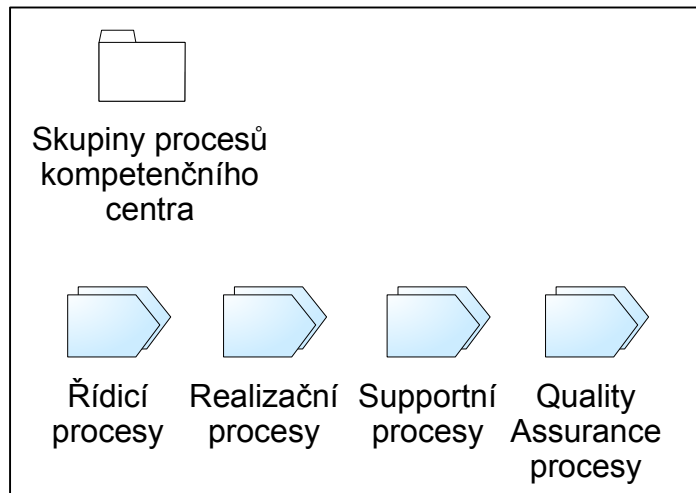 Skupiny procesů
kompetenčního
centra
Řídicí
procesy
Realizační
procesy
Supportní
procesy
Quality
Assurance
procesy